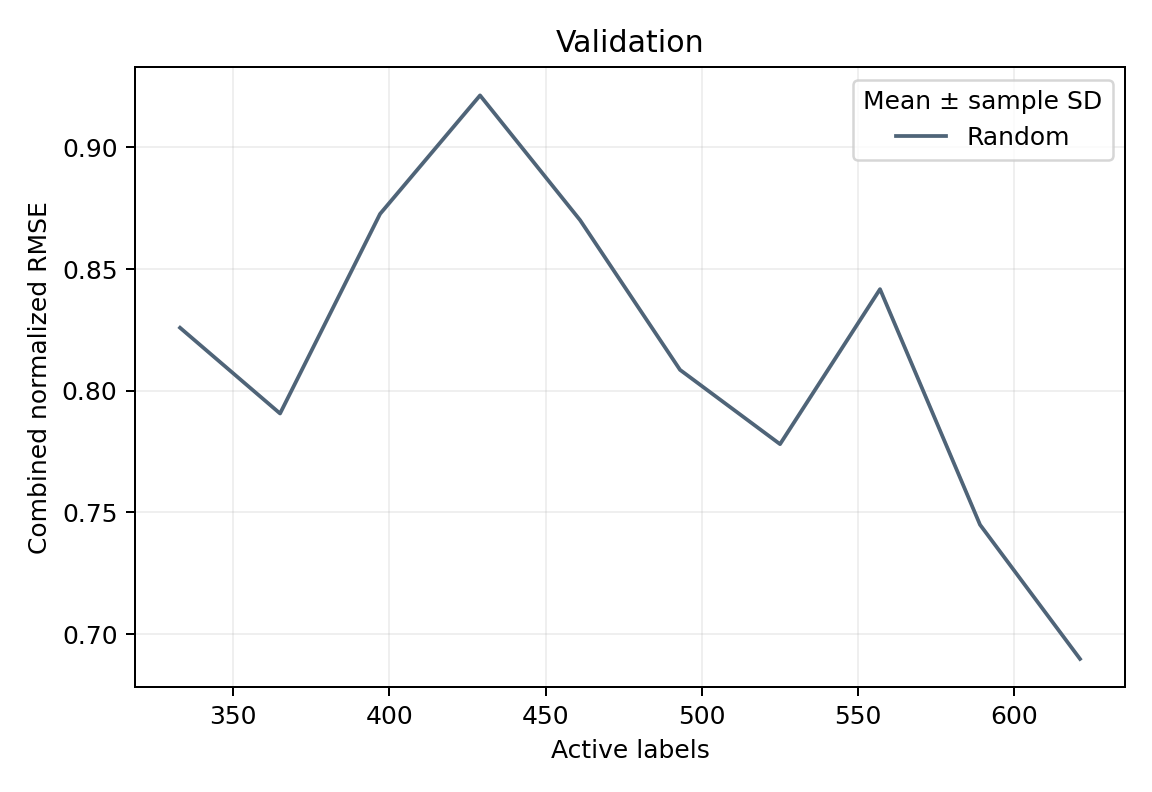 Validation
Mean ± sample SD
Random
Combined normalized RMSE
0.90
0.85
0.80
0.75
0.70
350 400 450 500 550 600
Active labels